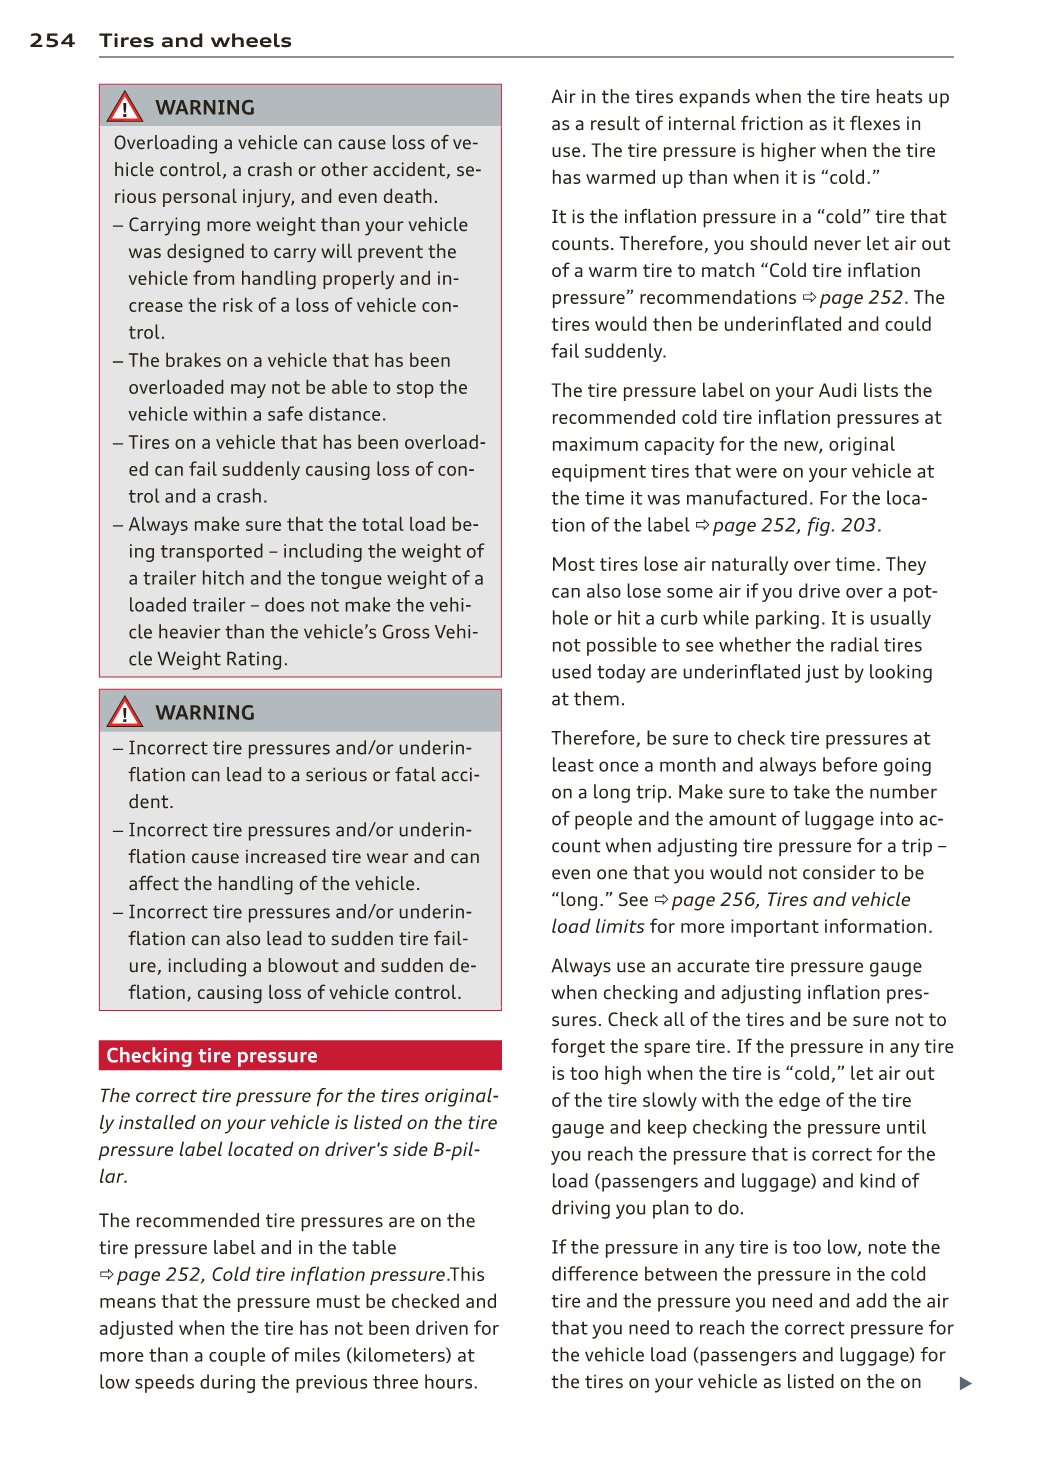 254 Tires and wheels
WARNING
Overloading a vehicle can cause loss of ve-
hicle control, a crash or other accident, se-
rious personal injury, and even death.
– Carrying more weight than your vehicle
was designed to carry will prevent the
vehicle from handling properly and in-
crease the risk of a loss of vehicle con-
trol.
– The brakes on a vehicle that has been
overloaded may not be able to stop the
vehicle within a safe distance.
– Tires on a vehicle that has been overload-
ed can fail suddenly causing loss of con-
trol and a crash.
– Always make sure that the total load be-
ing transported – including the weight of
a trailer hitch and the tongue weight of a
loaded trailer – does not make the vehi-
cle heavier than the vehicle’s Gross Vehi-
cle Weight Rating.
WARNING
– Incorrect tire pressures and/or underin-
flation can lead to a serious or fatal acci-
dent.
– Incorrect tire pressures and/or underin-
flation cause increased tire wear and can
affect the handling of the vehicle.
– Incorrect tire pressures and/or underin-
flation can also lead to sudden tire fail-
ure, including a blowout and sudden de-
flation, causing loss of vehicle control.
Checking tire pressure
The correct tire pressure for the tires original-
ly installed on your vehicle is listed on the tire
pressure label located on driver's side B-pil-
lar.
The recommended tire pressures are on the
tire pressure label and in the table
⇨ page 252, Cold tire inflation pressure.This
means that the pressure must be checked and
adjusted when the tire has not been driven for
more than a couple of miles (kilometers) at
low speeds during the previous three hours.
Air in the tires expands when the tire heats up
as a result of internal friction as it flexes in
use. The tire pressure is higher when the tire
has warmed up than when it is “cold.”
It is the inflation pressure in a “cold” tire that
counts. Therefore, you should never let air out
of a warm tire to match “Cold tire inflation
pressure” recommendations ⇨ page 252. The
tires would then be underinflated and could
fail suddenly.
The tire pressure label on your Audi lists the
recommended cold tire inflation pressures at
maximum capacity for the new, original
equipment tires that were on your vehicle at
the time it was manufactured. For the loca-
tion of the label ⇨ page 252, fig. 203.
Most tires lose air naturally over time. They
can also lose some air if you drive over a pot-
hole or hit a curb while parking. It is usually
not possible to see whether the radial tires
used today are underinflated just by looking
at them.
Therefore, be sure to check tire pressures at
least once a month and always before going
on a long trip. Make sure to take the number
of people and the amount of luggage into ac-
count when adjusting tire pressure for a trip –
even one that you would not consider to be
“long.” See ⇨ page 256, Tires and vehicle
load limits for more important information.
Always use an accurate tire pressure gauge
when checking and adjusting inflation pres-
sures. Check all of the tires and be sure not to
forget the spare tire. If the pressure in any tire
is too high when the tire is “cold,” let air out
of the tire slowly with the edge of the tire
gauge and keep checking the pressure until
you reach the pressure that is correct for the
load (passengers and luggage) and kind of
driving you plan to do.
If the pressure in any tire is too low, note the
difference between the pressure in the cold
tire and the pressure you need and add the air
that you need to reach the correct pressure for
the vehicle load (passengers and luggage) for
the tires on your vehicle as listed on the on